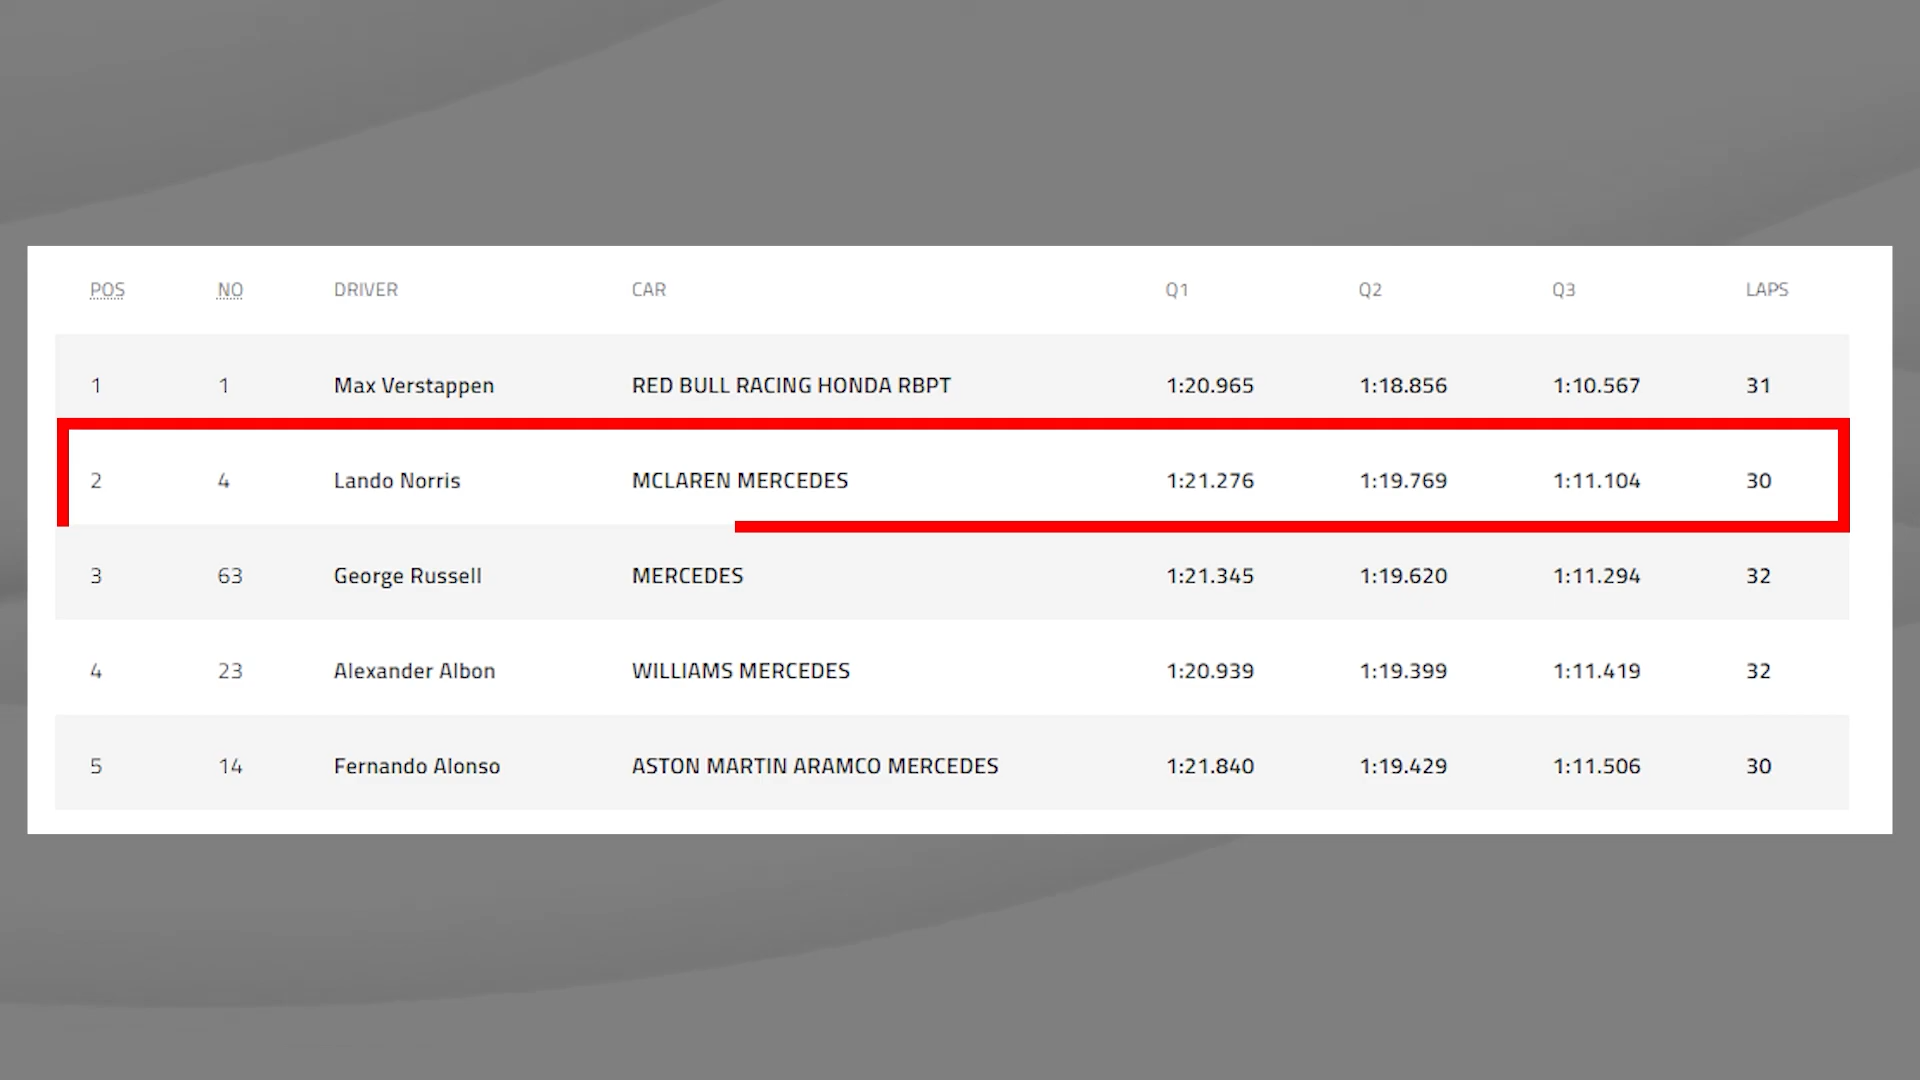 POS NO DRIVER CAR Q1 Q2 Q3 LAPS
1 1 Max Verstappen RED BULL RACING HONDA RBPT 1:20.965 1:18.856 1:10.567 31
2 4 Lando Norris MCLAREN MERCEDES 1:21.276 1:19.769 1:11.104 30
3 63 George Russell MERCEDES 1:21.345 1:19.620 1:11.294 32
4 23 Alexander Albon WILLIAMS MERCEDES 1:20.939 1:19.399 1:11.419 32
5 14 Fernando Alonso ASTON MARTIN ARAMCO MERCEDES 1:21.840 1:19.429 1:11.506 30